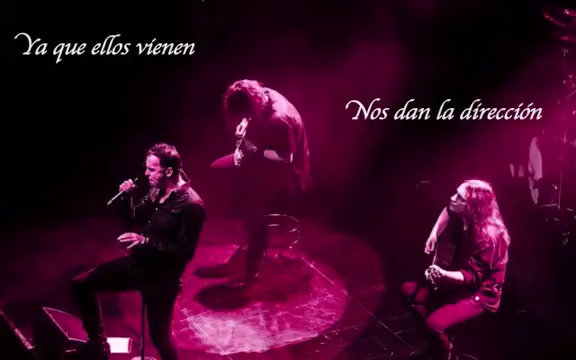 Ya que ellos vienen
Nos dan la dirección